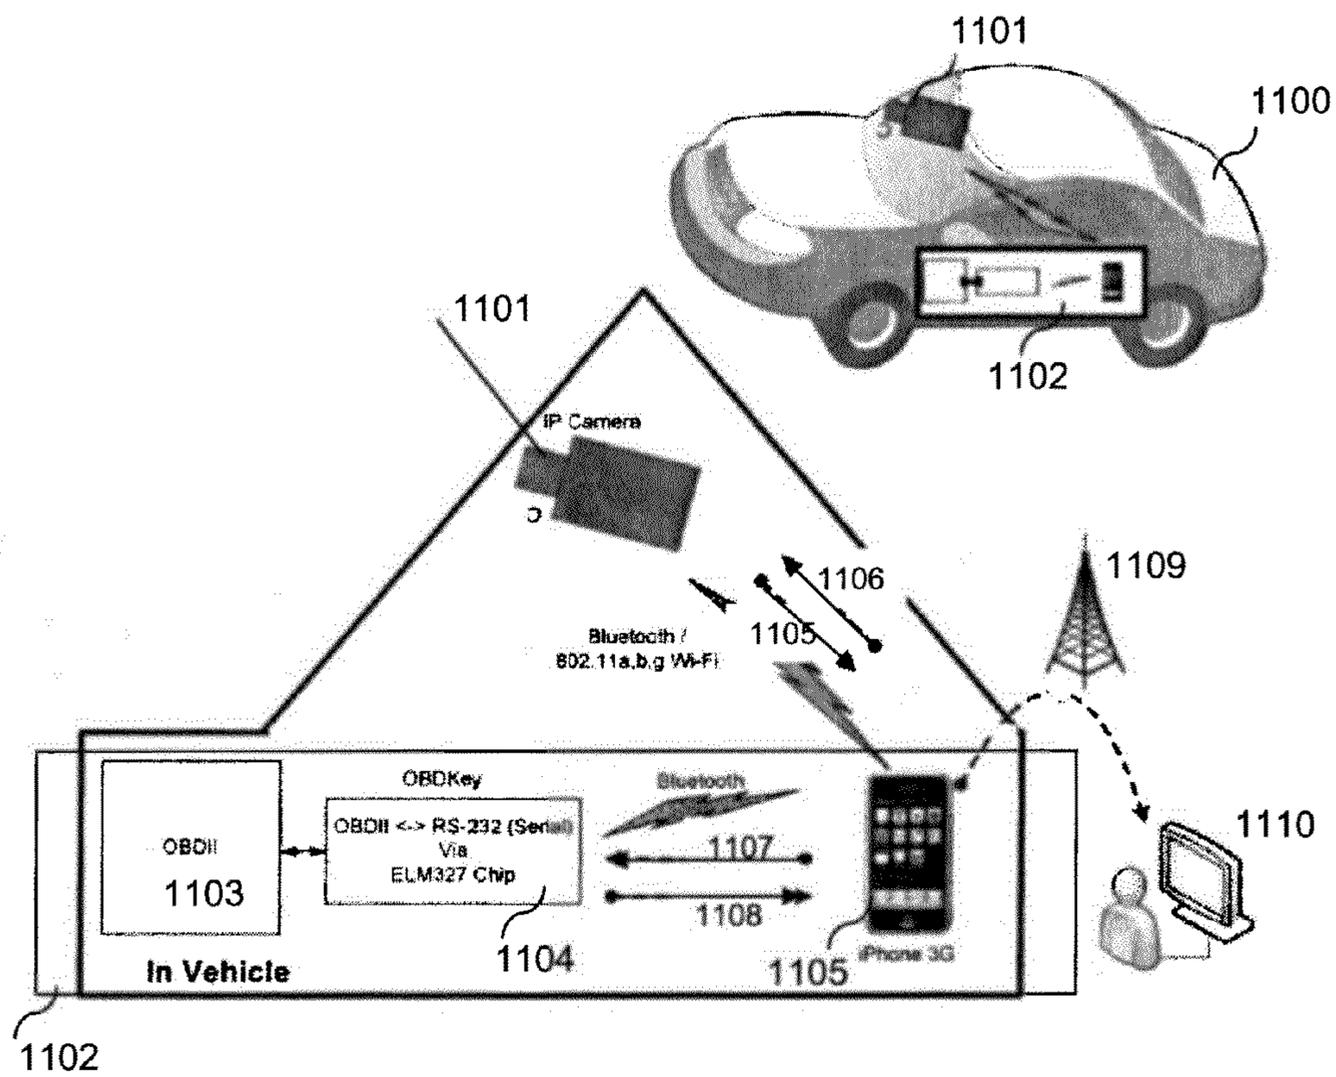 1101
1100
1102
1101
IP Camera
1106
1105
1109
Bluetooth /
802.11a,b,g Wi-Fi
OBDKey
Bluetooth
OBDII <-> RS-232 (Serial)
Via
ELM327 Chip
OBDII
1103
1107
1108
1110
1104
1105
iPhone 3G
In Vehicle
1102